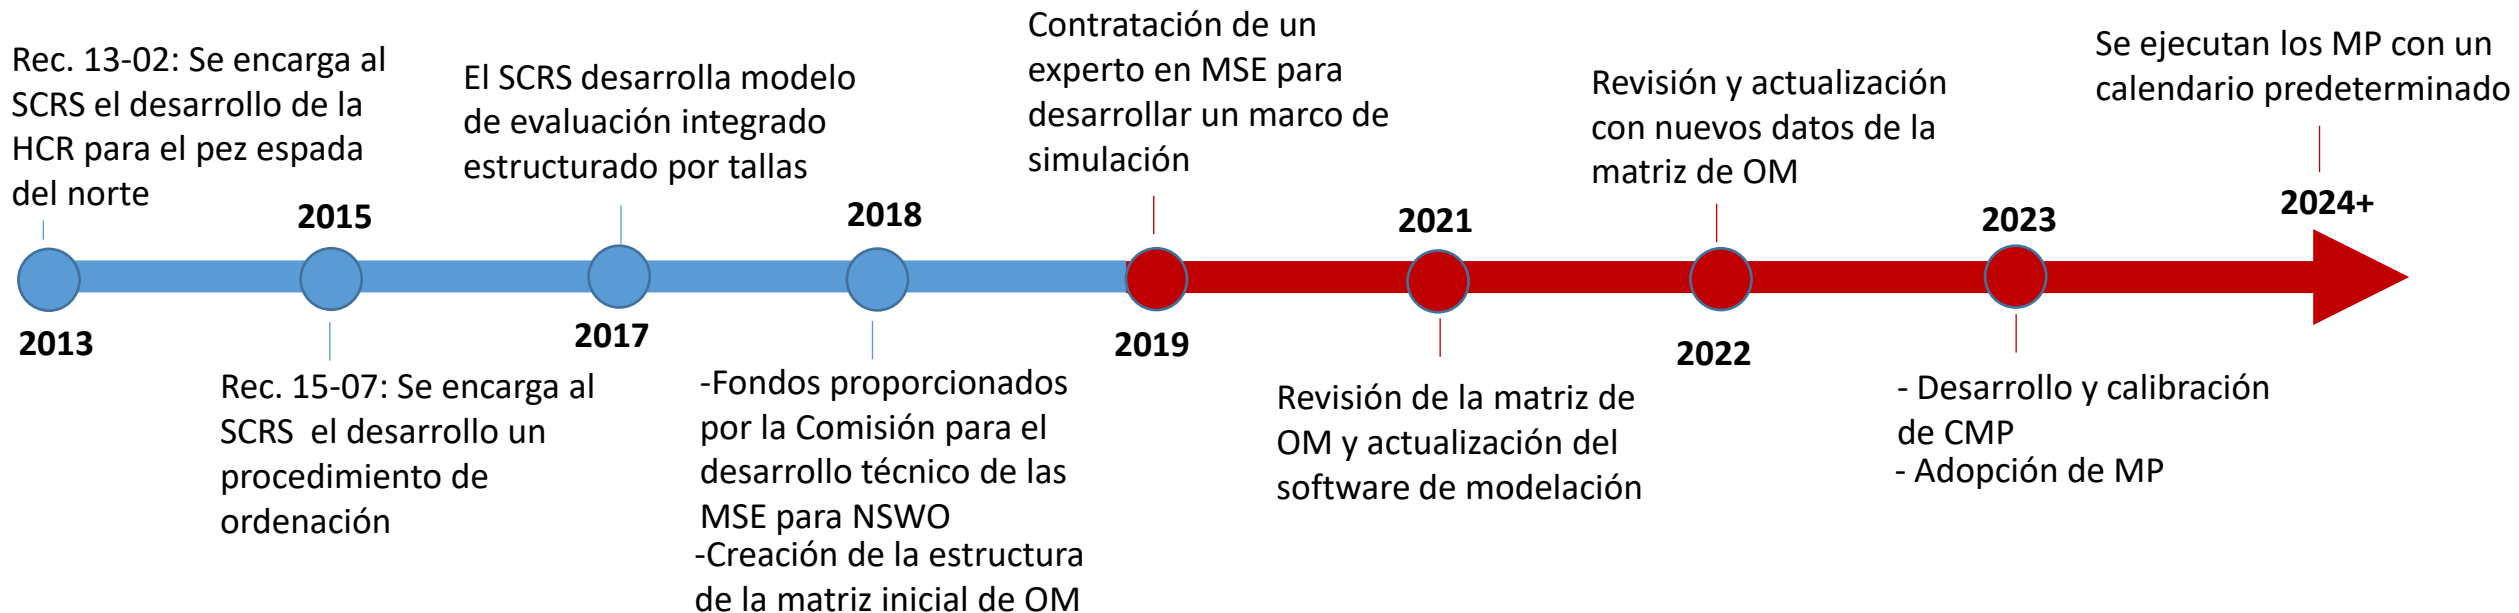 Rec. 13-02: Se encarga al
SCRS el desarrollo de la
HCR para el pez espada
del norte
2013
2015
Rec. 15-07: Se encarga al
SCRS  el desarrollo un
procedimiento de
ordenación
El SCRS desarrolla modelo
de evaluación integrado
estructurado por tallas
2017
2018
-Fondos proporcionados
por la Comisión para el
desarrollo técnico de las
MSE para NSWO
-Creación de la estructura
de la matriz inicial de OM
Contratación de un
experto en MSE para
desarrollar un marco de
simulación
2019
2021
Revisión de la matriz de
OM y actualización del
software de modelación
Revisión y actualización
con nuevos datos de la
matriz de OM
2022
2023
- Desarrollo y calibración
de CMP
- Adopción de MP
Se ejecutan los MP con un
calendario predeterminado
2024+